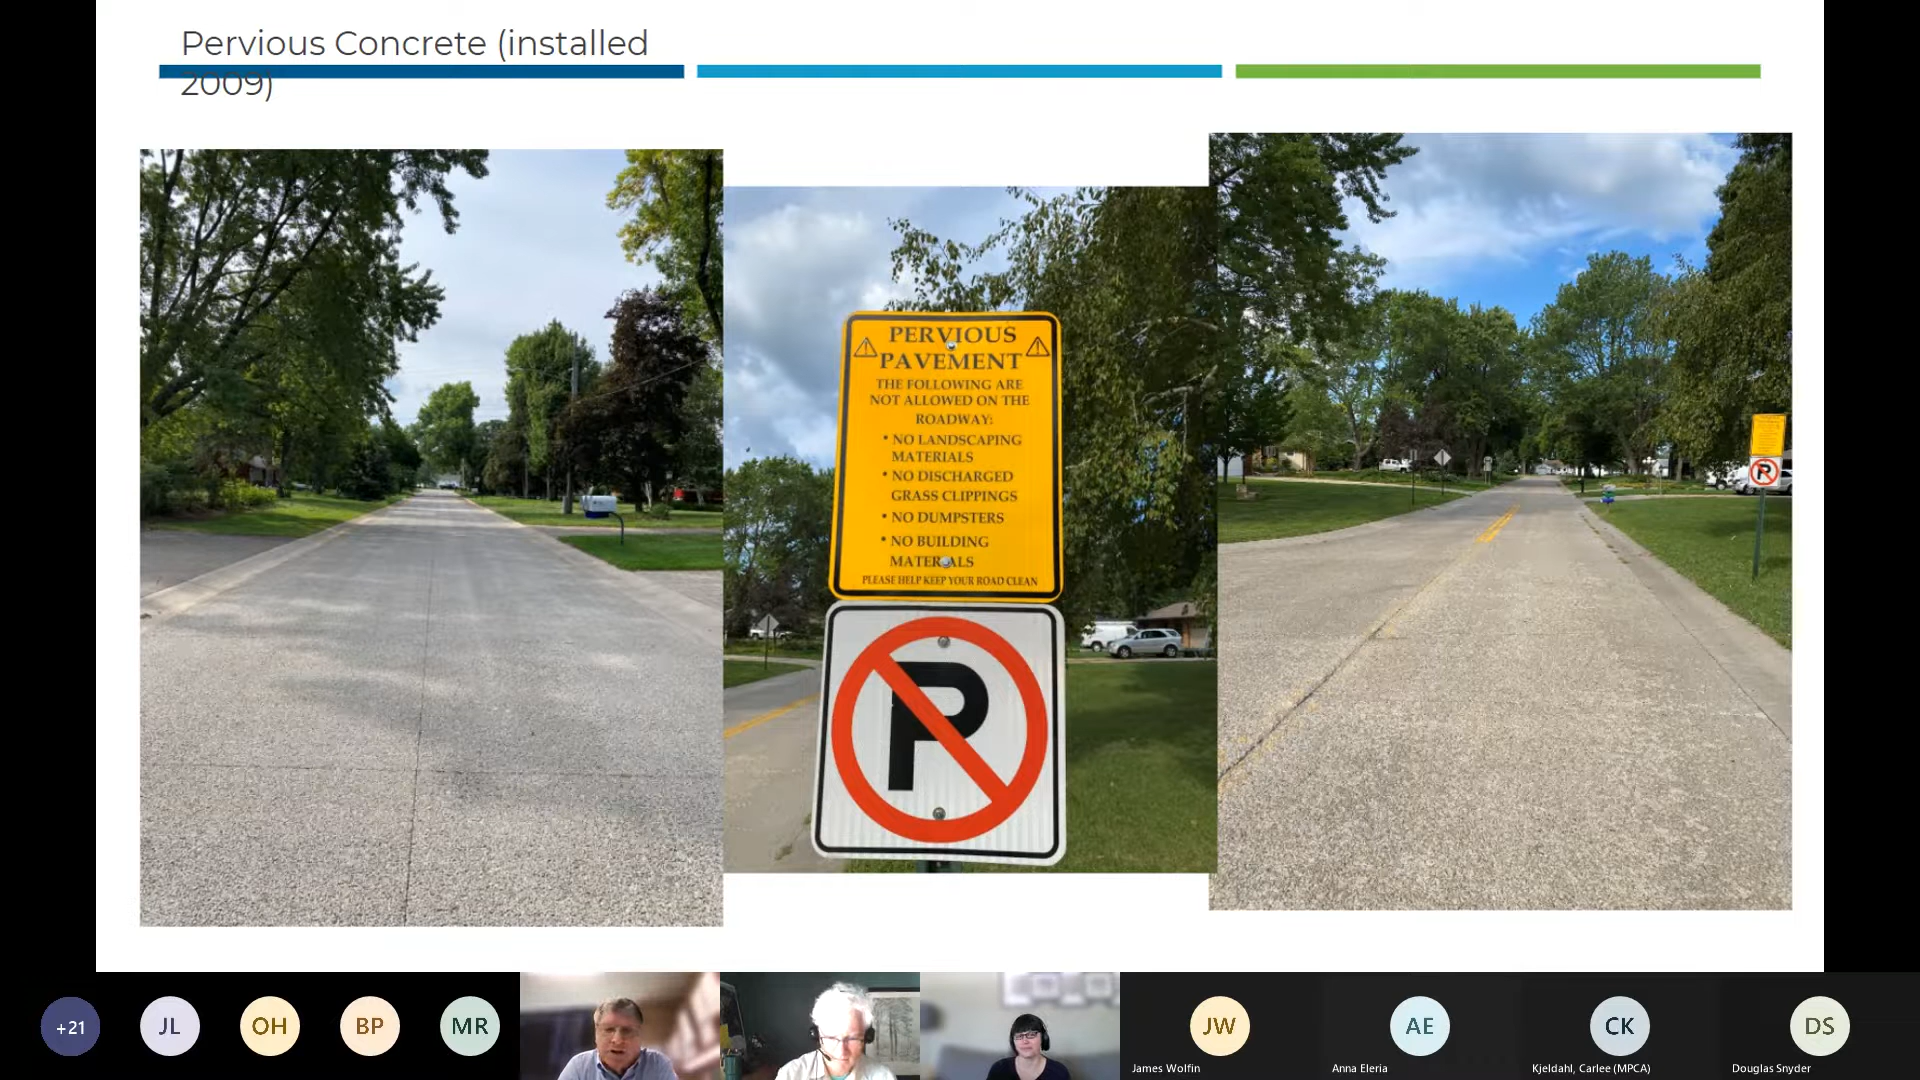 Pervious Concrete (installed
2009)
PERVIOUS
PAVEMENT
THE FOLLOWING ARE
NOT ALLOWED ON THE
ROADWAY:
• NO LANDSCAPING
MATERIALS
• NO DISCHARGED
GRASS CLIPPINGS
• NO DUMPSTERS
• NO BUILDING
MATERIALS
PLEASE HELP KEEP YOUR ROAD CLEAN
P
P
+21
JL
OH
BP
MR
JW
AE
CK
DS
James Wolfin
Anna Eleria
Kjeldahl, Carlee (MPCA)
Douglas Snyder